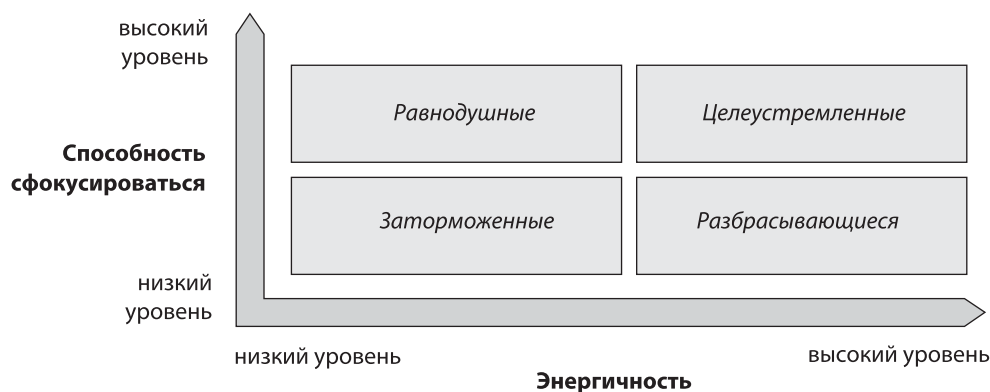 высокий
уровень
Равнодушные
Целеустремленные
Способность
сфокусироваться
Заторможенные
Разбрасывающиеся
низкий
уровень
низкий уровень
высокий уровень
Энергичность